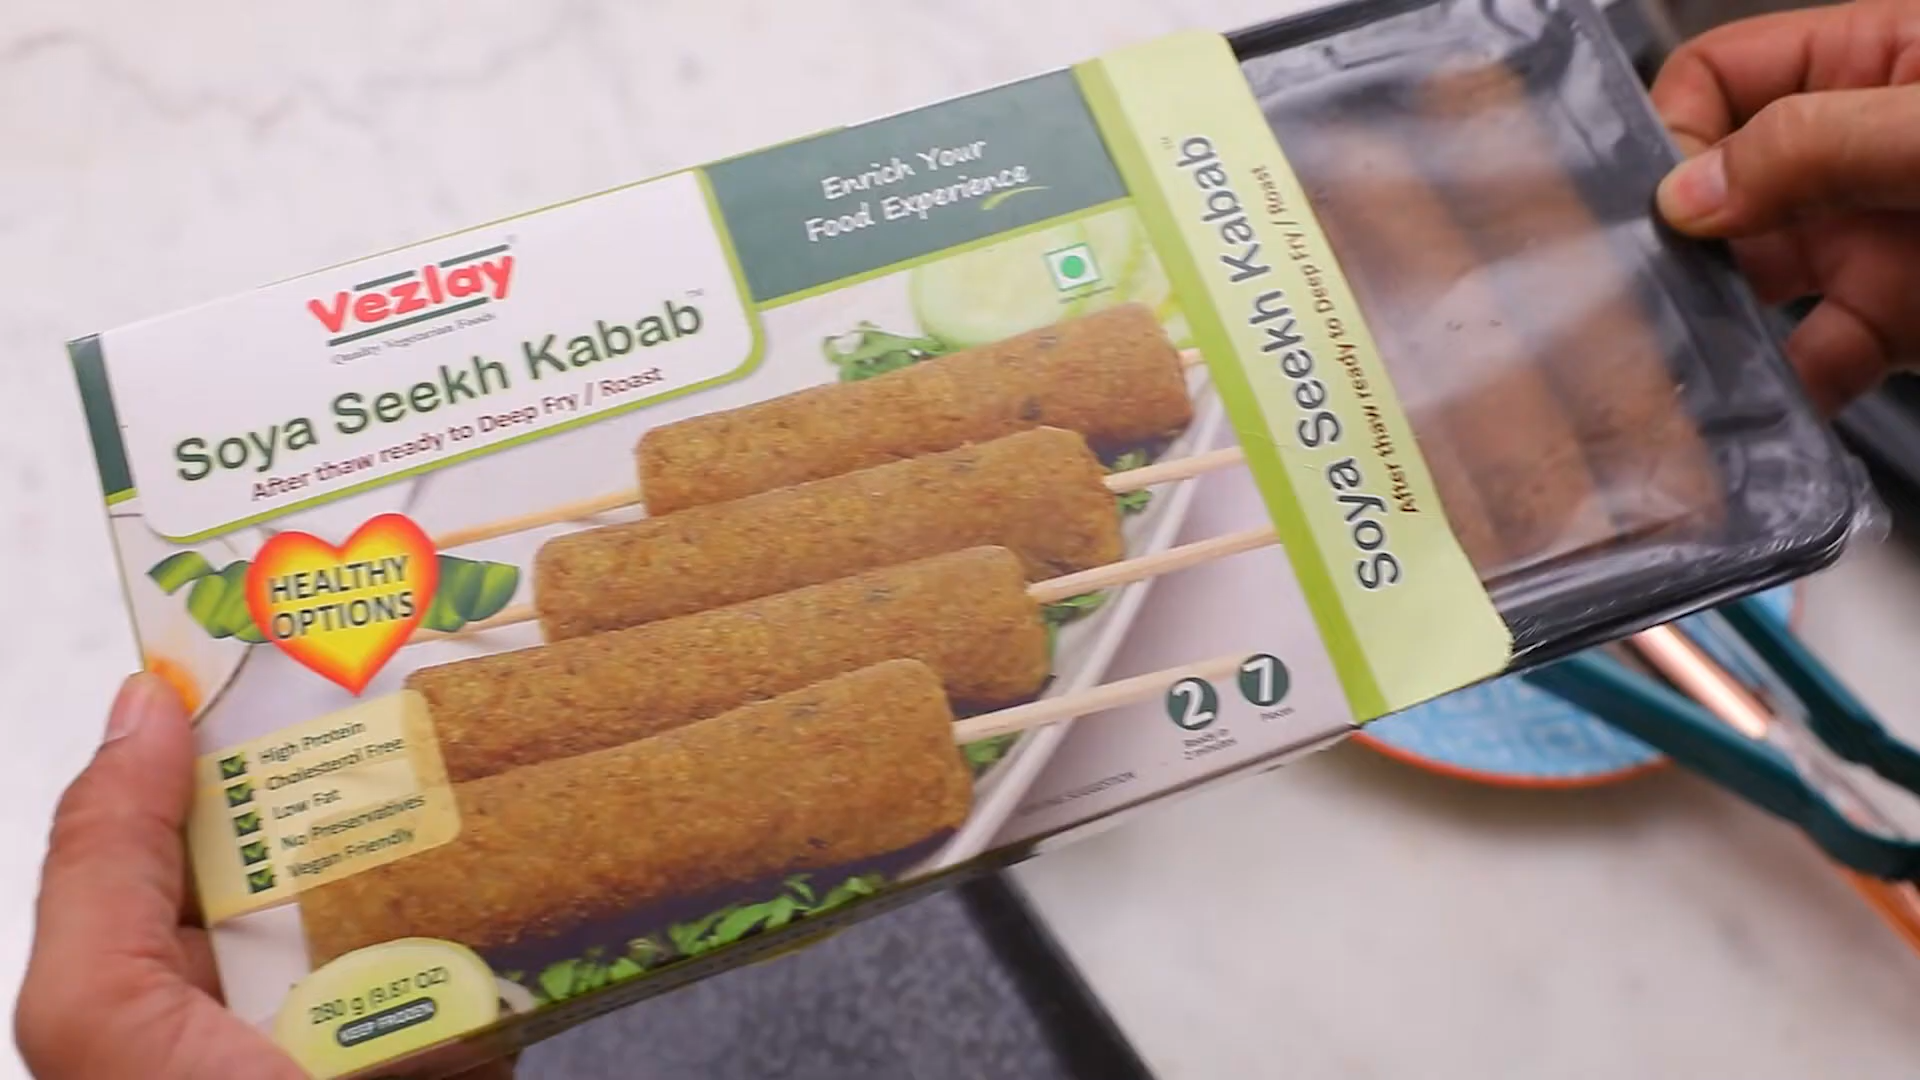 Enrich Your
Food Experience
Vezlay
Quality Vegetarian Foods
Soya Seekh Kabab™
After thaw ready to Deep Fry / Roast
HEALTHY
OPTIONS
High Protein
Cholesterol Free
Low Fat
No Preservatives
Vegan Friendly
280 g (9.87 OZ)
KEEP FROZEN
2
7
Soya Seekh Kabab™
After thaw ready to Deep Fry / Roast